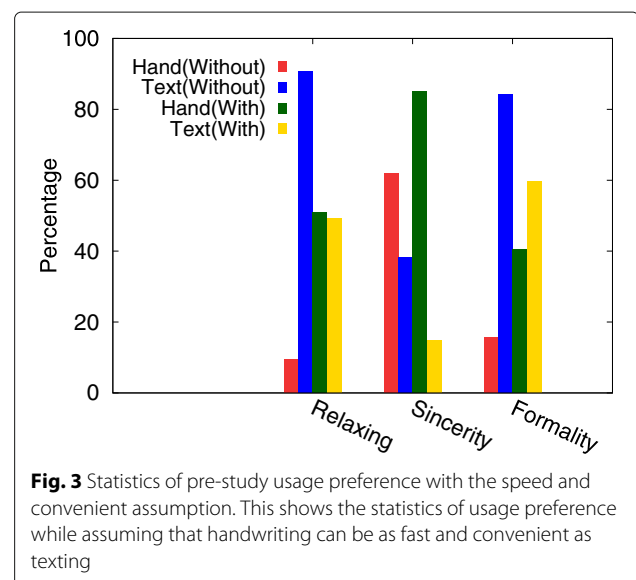 100
80
60
40
20
0
Percentage
Hand(Without)
Text(Without)
Hand(With)
Text(With)
Relaxing
Sincerity
Formality
Fig. 3 Statistics of pre-study usage preference with the speed and
convenient assumption. This shows the statistics of usage preference
while assuming that handwriting can be as fast and convenient as
texting